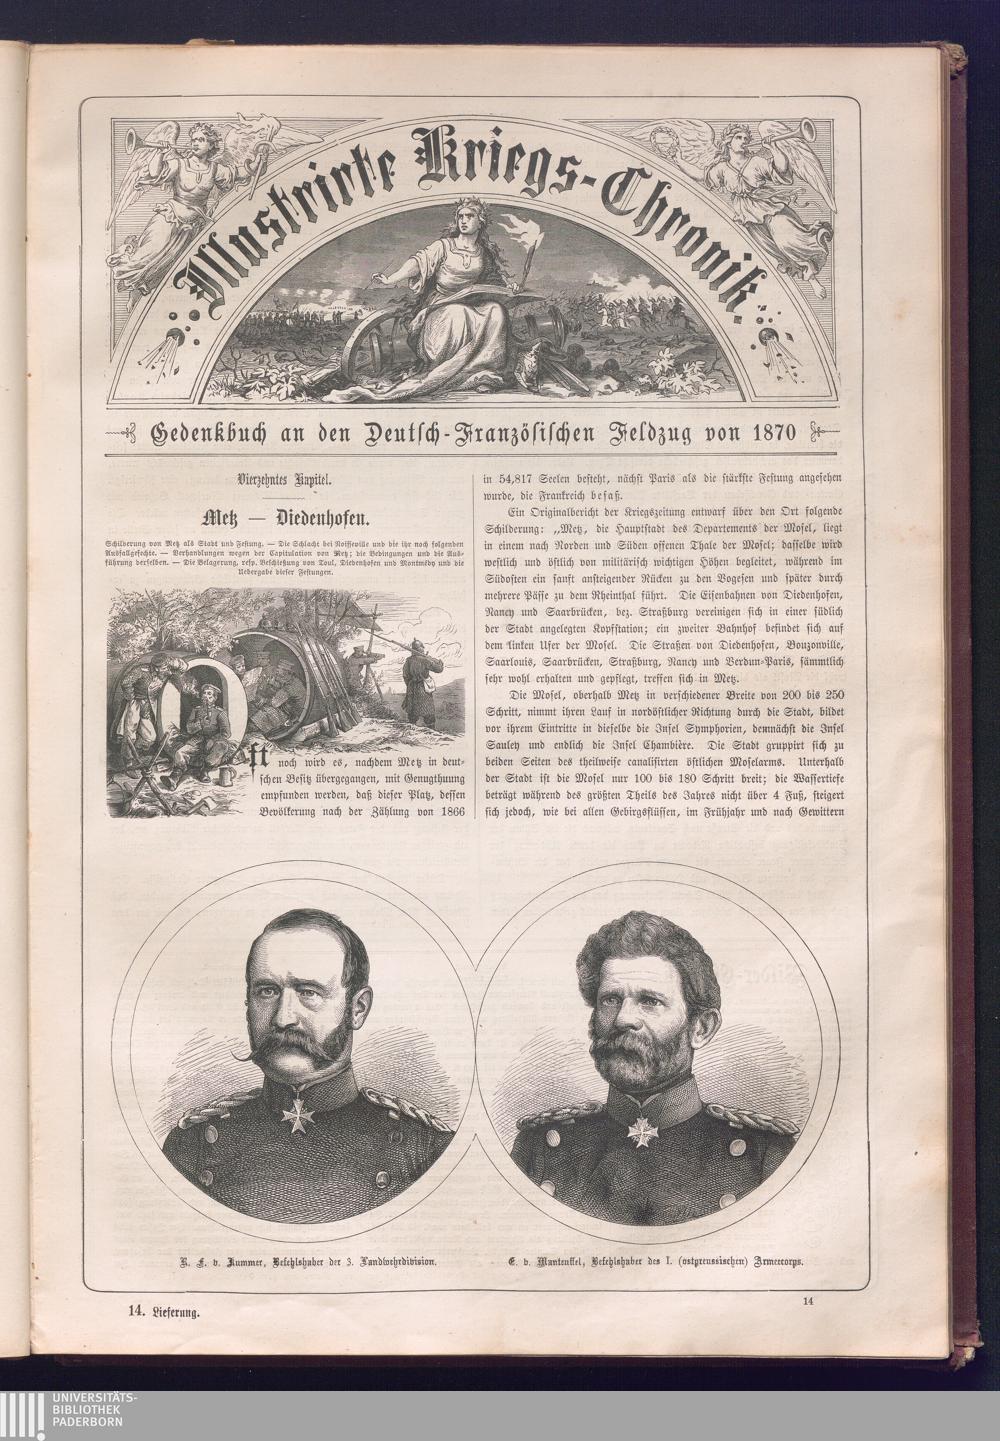 Illustrirte Kriegs-Chronik.
Gedenkbuch an den Deutsch-Französischen Feldzug von 1870
Vierzehntes Kapitel.
Metz — Diedenhofen.
Schilderung von Metz als Stadt und Festung. — Die Schlacht bei Noisseville und die ihr noch folgenden
Ausfallgefechte. — Verhandlungen wegen der Capitulation von Metz; die Bedingungen und die Aus-
führung derselben. — Die Belagerung, resp. Beschießung von Toul, Diedenhofen und Montmédy und die
Uebergabe dieser Festungen.
Oft noch wird es, nachdem Metz in deut-
schen Besitz übergegangen, mit Genugthuung
empfunden werden, daß dieser Platz, dessen
Bevölkerung nach der Zählung von 1866
in 54,817 Seelen besteht, nächst Paris als die stärkste Festung angesehen
wurde, die Frankreich besaß.
Ein Originalbericht der Kriegszeitung entwarf über den Ort folgende
Schilderung: „Metz, die Hauptstadt des Departements der Mosel, liegt
in einem nach Norden und Süden offenen Thale der Mosel; dasselbe wird
westlich und östlich von militärisch wichtigen Höhen begleitet, während im
Südosten ein sanft ansteigender Rücken zu den Vogesen und später durch
mehrere Pässe zu dem Rheinthal führt. Die Eisenbahnen von Diedenhofen,
Nancy und Saarbrücken, bez. Straßburg vereinigen sich in einer südlich
der Stadt angelegten Kopfstation; ein zweiter Bahnhof befindet sich auf
dem linken Ufer der Mosel. Die Straßen von Diedenhofen, Bouzonville,
Saarlouis, Saarbrücken, Straßburg, Nancy und Verdun-Paris, sämmtlich
sehr wohl erhalten und gepflegt, treffen sich in Metz.
Die Mosel, oberhalb Metz in verschiedener Breite von 200 bis 250
Schritt, nimmt ihren Lauf in nordöstlicher Richtung durch die Stadt, bildet
vor ihrem Eintritte in dieselbe die Insel Symphorien, demnächst die Insel
Sauley und endlich die Insel Chambière. Die Stadt gruppirt sich zu
beiden Seiten des theilweise canalisirten östlichen Moselarms. Unterhalb
der Stadt ist die Mosel nur 100 bis 180 Schritt breit; die Wassertiefe
beträgt während des größten Theils des Jahres nicht über 4 Fuß, steigert
sich jedoch, wie bei allen Gebirgsflüssen, im Frühjahr und nach Gewittern
R. F. v. Kummer, Befehlshaber der 3. Landwehrdivision.
E. v. Manteuffel, Befehlshaber des I. (ostpreussischen) Armeecorps.
14. Lieferung.
14
UNIVERSITÄTS-
BIBLIOTHEK
PADERBORN